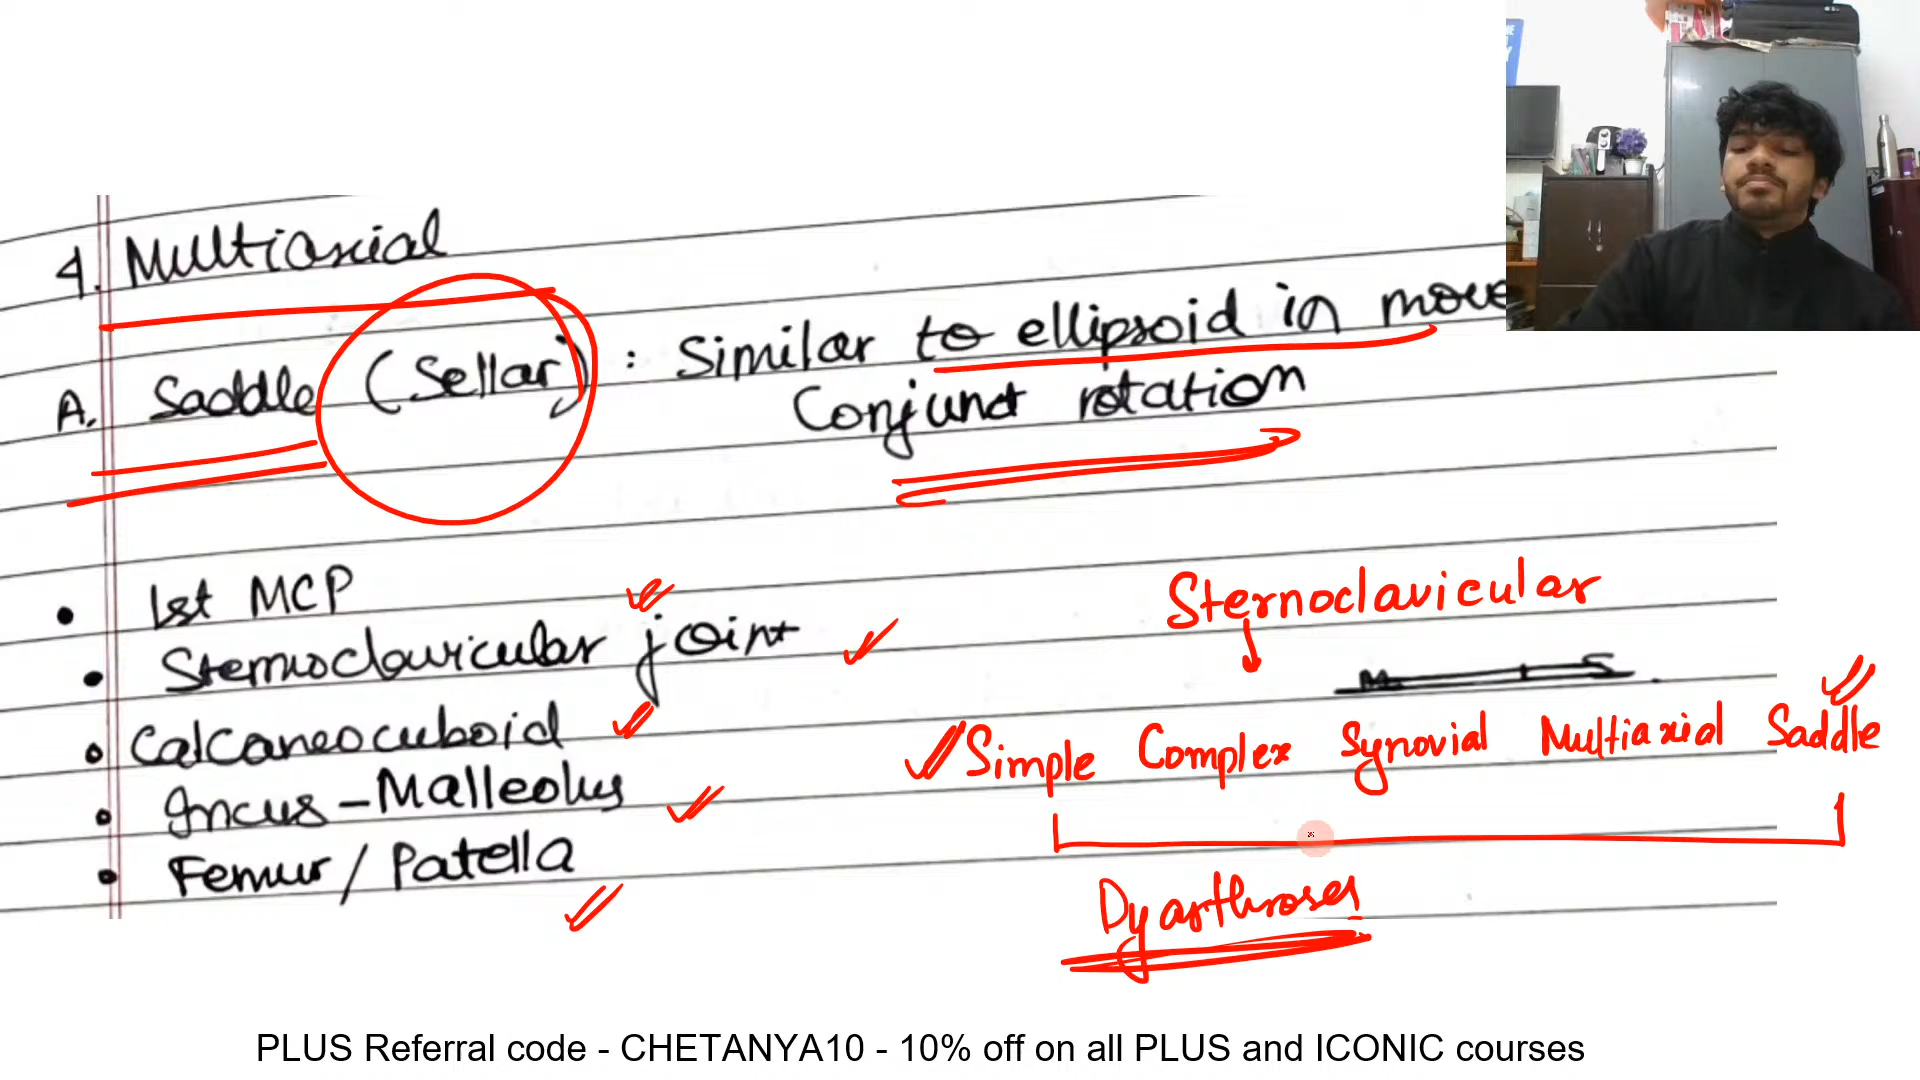 4. Multiaxial
A. Saddle (Sellar) : Similar to ellipsoid in move
Conjunct rotation
• 1st MCP
• Sternoclavicular joint
• Calcaneocuboid
• Incus - Malleolus
• Femur / Patella
Sternoclavicular
Simple Complex Synovial Multiaxial Saddle
Dyarthroses
PLUS Referral code - CHETANYA10 - 10% off on all PLUS and ICONIC courses